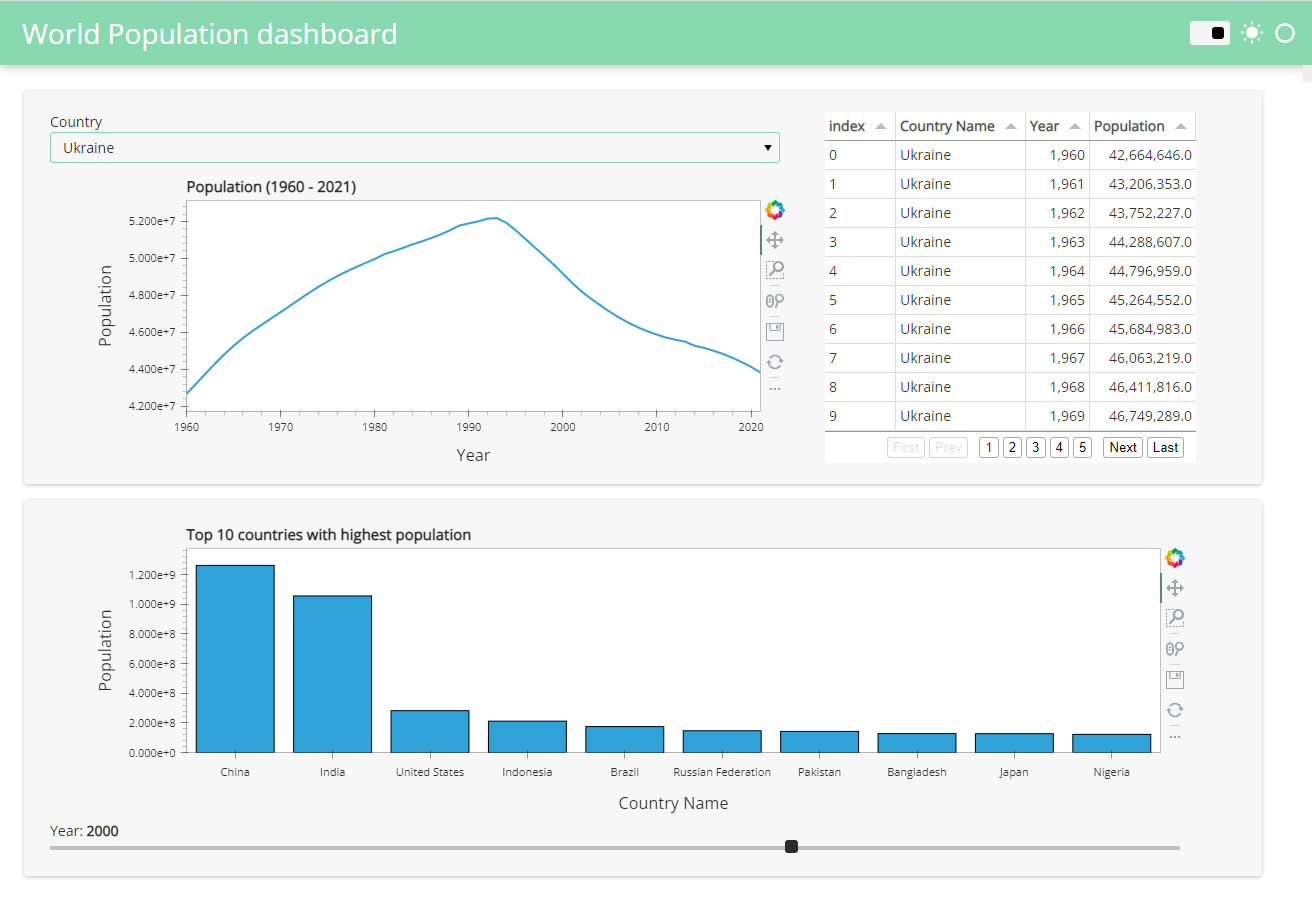 World Population dashboard
Country
Ukraine
Population (1960 - 2021)
5.200e+7
5.000e+7
4.800e+7
4.600e+7
4.400e+7
4.200e+7
Population
1960 1970 1980 1990 2000 2010 2020
Year
index Country Name Year Population
0 Ukraine 1,960 42,664,646.0
1 Ukraine 1,961 43,206,353.0
2 Ukraine 1,962 43,752,227.0
3 Ukraine 1,963 44,288,607.0
4 Ukraine 1,964 44,796,959.0
5 Ukraine 1,965 45,264,552.0
6 Ukraine 1,966 45,684,983.0
7 Ukraine 1,967 46,063,219.0
8 Ukraine 1,968 46,411,816.0
9 Ukraine 1,969 46,749,289.0
First Prev 1 2 3 4 5 Next Last
Top 10 countries with highest population
1.200e+9
1.000e+9
8.000e+8
6.000e+8
4.000e+8
2.000e+8
0.000e+0
Population
China India United States Indonesia Brazil Russian Federation Pakistan Bangladesh Japan Nigeria
Country Name
Year: 2000